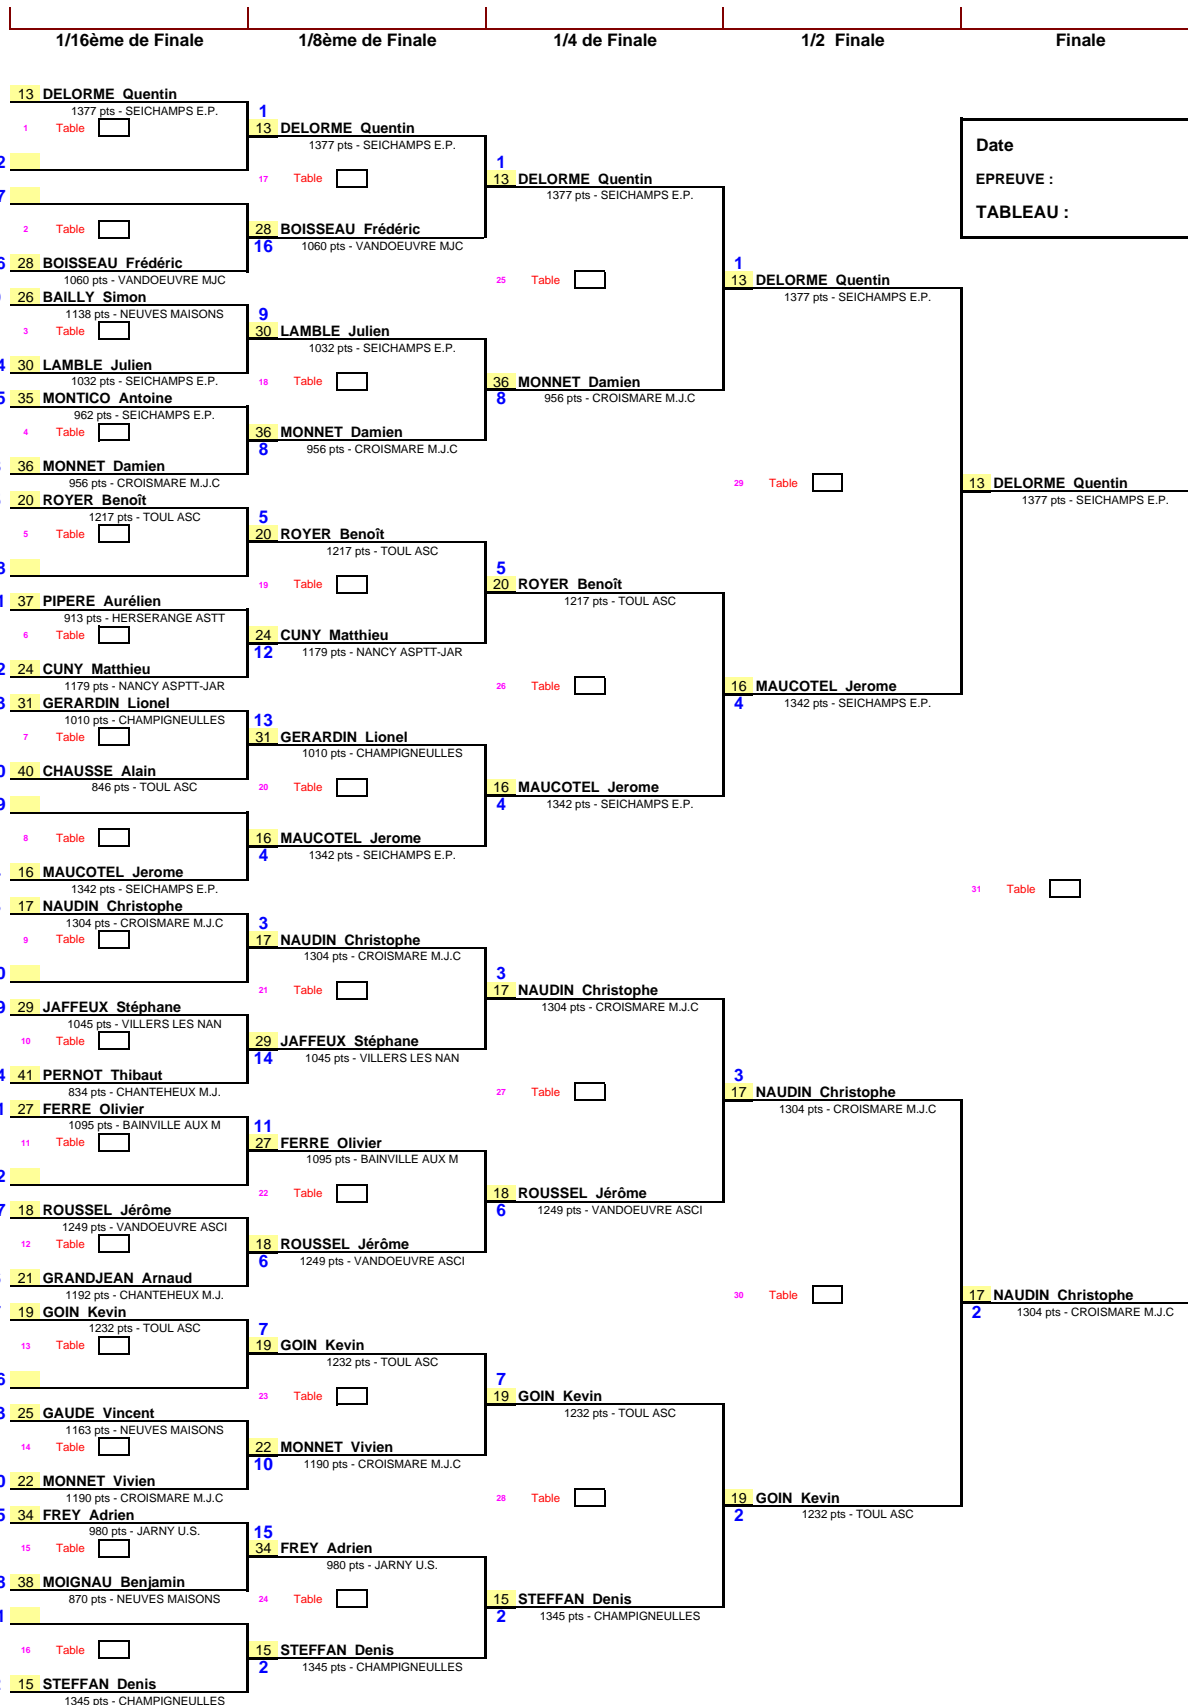 1/16ème de Finale
1/8ème de Finale
1/4 de Finale
1/2 Finale
Finale
Date
EPREUVE :
TABLEAU :
13 DELORME Quentin
1377 pts - SEICHAMPS E.P.
1 Table
2 Table
28 BOISSEAU Frédéric
1060 pts - VANDOEUVRE MJC
26 BAILLY Simon
1138 pts - NEUVES MAISONS
3 Table
30 LAMBLE Julien
1032 pts - SEICHAMPS E.P.
35 MONTICO Antoine
962 pts - SEICHAMPS E.P.
4 Table
36 MONNET Damien
956 pts - CROISMARE M.J.C
20 ROYER Benoît
1217 pts - TOUL ASC
5 Table
37 PIPERE Aurélien
913 pts - HERSERANGE ASTT
6 Table
24 CUNY Matthieu
1179 pts - NANCY ASPTT-JAR
31 GERARDIN Lionel
1010 pts - CHAMPIGNEULLES
7 Table
40 CHAUSSE Alain
846 pts - TOUL ASC
8 Table
16 MAUCOTEL Jerome
1342 pts - SEICHAMPS E.P.
17 NAUDIN Christophe
1304 pts - CROISMARE M.J.C
9 Table
29 JAFFEUX Stéphane
1045 pts - VILLERS LES NAN
10 Table
41 PERNOT Thibaut
834 pts - CHANTEHEUX M.J.
27 FERRE Olivier
1095 pts - BAINVILLE AUX M
11 Table
18 ROUSSEL Jérôme
1249 pts - VANDOEUVRE ASCI
12 Table
21 GRANDJEAN Arnaud
1192 pts - CHANTEHEUX M.J.
19 GOIN Kevin
1232 pts - TOUL ASC
13 Table
25 GAUDE Vincent
1163 pts - NEUVES MAISONS
14 Table
22 MONNET Vivien
1190 pts - CROISMARE M.J.C
34 FREY Adrien
980 pts - JARNY U.S.
15 Table
38 MOIGNAU Benjamin
870 pts - NEUVES MAISONS
16 Table
15 STEFFAN Denis
1345 pts - CHAMPIGNEULLES
1
13 DELORME Quentin
1377 pts - SEICHAMPS E.P.
17 Table
28 BOISSEAU Frédéric
16 1060 pts - VANDOEUVRE MJC
9
30 LAMBLE Julien
1032 pts - SEICHAMPS E.P.
18 Table
36 MONNET Damien
8 956 pts - CROISMARE M.J.C
5
20 ROYER Benoît
1217 pts - TOUL ASC
19 Table
24 CUNY Matthieu
12 1179 pts - NANCY ASPTT-JAR
13
31 GERARDIN Lionel
1010 pts - CHAMPIGNEULLES
20 Table
16 MAUCOTEL Jerome
4 1342 pts - SEICHAMPS E.P.
3
17 NAUDIN Christophe
1304 pts - CROISMARE M.J.C
21 Table
29 JAFFEUX Stéphane
14 1045 pts - VILLERS LES NAN
11
27 FERRE Olivier
1095 pts - BAINVILLE AUX M
22 Table
18 ROUSSEL Jérôme
6 1249 pts - VANDOEUVRE ASCI
7
19 GOIN Kevin
1232 pts - TOUL ASC
23 Table
22 MONNET Vivien
10 1190 pts - CROISMARE M.J.C
15
34 FREY Adrien
980 pts - JARNY U.S.
24 Table
15 STEFFAN Denis
2 1345 pts - CHAMPIGNEULLES
1
13 DELORME Quentin
1377 pts - SEICHAMPS E.P.
25 Table
36 MONNET Damien
8 956 pts - CROISMARE M.J.C
5
20 ROYER Benoît
1217 pts - TOUL ASC
26 Table
16 MAUCOTEL Jerome
4 1342 pts - SEICHAMPS E.P.
3
17 NAUDIN Christophe
1304 pts - CROISMARE M.J.C
27 Table
18 ROUSSEL Jérôme
6 1249 pts - VANDOEUVRE ASCI
7
19 GOIN Kevin
1232 pts - TOUL ASC
28 Table
15 STEFFAN Denis
2 1345 pts - CHAMPIGNEULLES
1
13 DELORME Quentin
1377 pts - SEICHAMPS E.P.
29 Table
16 MAUCOTEL Jerome
4 1342 pts - SEICHAMPS E.P.
3
17 NAUDIN Christophe
1304 pts - CROISMARE M.J.C
30 Table
19 GOIN Kevin
2 1232 pts - TOUL ASC
13 DELORME Quentin
1377 pts - SEICHAMPS E.P.
31 Table
17 NAUDIN Christophe
2 1304 pts - CROISMARE M.J.C